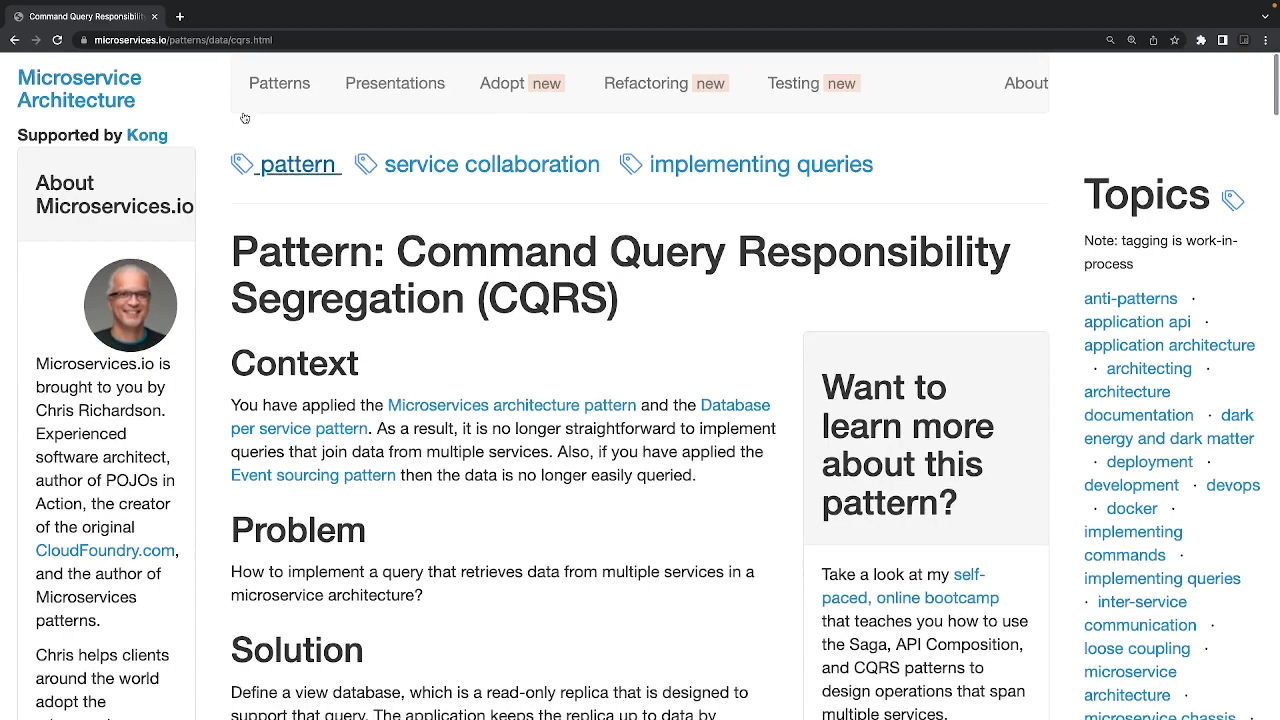 Command Query Responsibility
microservices.io/patterns/data/cqrs.html
Microservice
Architecture
Supported by Kong
About
Microservices.io
Microservices.io is
brought to you by
Chris Richardson.
Experienced
software architect,
author of POJOs in
Action, the creator
of the original
CloudFoundry.com,
and the author of
Microservices
patterns.
Chris helps clients
around the world
adopt the
Patterns
Presentations
Adopt new
Refactoring new
Testing new
About
pattern
service collaboration
implementing queries
Pattern: Command Query Responsibility
Segregation (CQRS)
Context
You have applied the Microservices architecture pattern and the Database
per service pattern. As a result, it is no longer straightforward to implement
queries that join data from multiple services. Also, if you have applied the
Event sourcing pattern then the data is no longer easily queried.
Problem
How to implement a query that retrieves data from multiple services in a
microservice architecture?
Solution
Define a view database, which is a read-only replica that is designed to
support that query. The application keeps the replica up to data by
Want to
learn more
about this
pattern?
Take a look at my self-
paced, online bootcamp
that teaches you how to use
the Saga, API Composition,
and CQRS patterns to
design operations that span
multiple services.
Topics
Note: tagging is work-in-
process
anti-patterns ·
application api ·
application architecture
· architecting ·
architecture
documentation · dark
energy and dark matter
· deployment ·
development · devops
· docker ·
implementing
commands ·
implementing queries
· inter-service
communication ·
loose coupling ·
microservice
architecture ·
microservice chassis ·